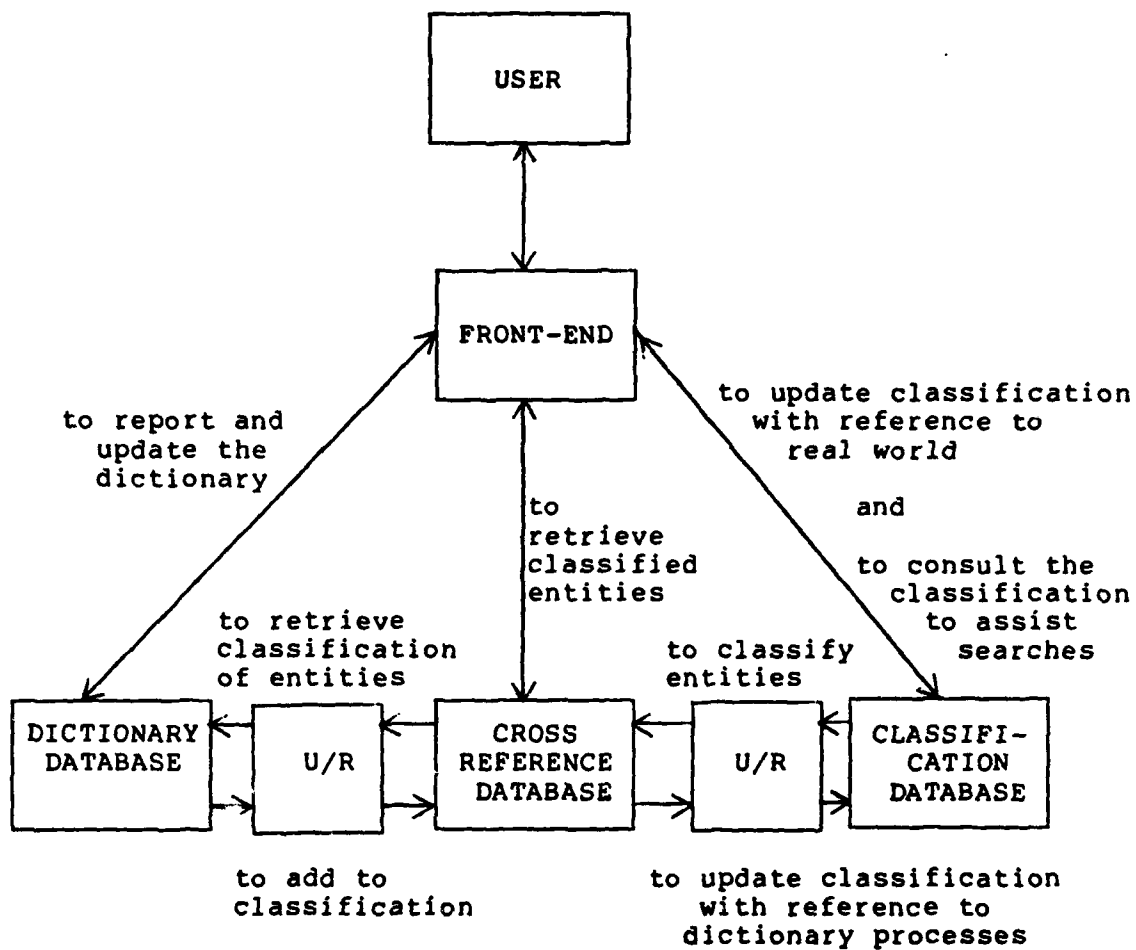 USER
FRONT-END
to report and
update the
dictionary
to update classification
with reference to
real world
and
to consult the
classification
to assist
searches
to
retrieve
classified
entities
to retrieve
classification
of entities
to classify
entities
DICTIONARY
DATABASE
U/R
CROSS
REFERENCE
DATABASE
U/R
CLASSIFI-
CATION
DATABASE
to add to
classification
to update classification
with reference to
dictionary processes